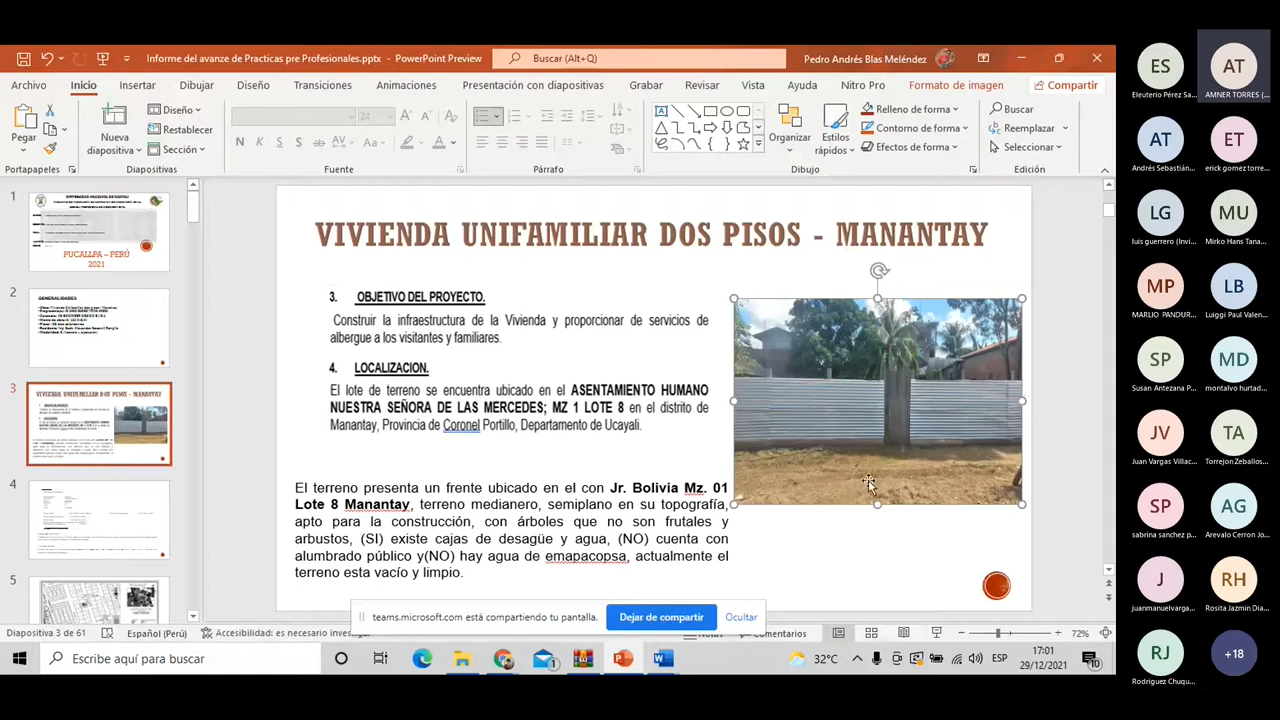 Informe del avanze de Practicas pre Profesionales.pptx - PowerPoint Preview
Buscar (Alt+Q)
Pedro Andrés Blas Meléndez
Archivo Inicio Insertar Dibujar Diseño Transiciones Animaciones Presentación con diapositivas Grabar Revisar Vista Ayuda Nitro Pro Formato de imagen Compartir
Pegar
Nueva diapositiva
Diseño
Restablecer
Sección
Organizar
Estilos rápidos
Relleno de forma
Contorno de forma
Efectos de forma
Buscar
Reemplazar
Seleccionar
Portapapeles Diapositivas Fuente Párrafo Dibujo Edición
1
PUCALLPA – PERÚ
2021
2
GENERALIDADES
3
VIVIENDA UNIFAMILIAR DOS PISOS - MANANTAY
4
5
VIVIENDA UNIFAMILIAR DOS PISOS - MANANTAY
3. OBJETIVO DEL PROYECTO.
Construir la infraestructura de la Vivienda y proporcionar de servicios de
albergue a los visitantes y familiares.
4. LOCALIZACION.
El lote de terreno se encuentra ubicado en el ASENTAMIENTO HUMANO
NUESTRA SEÑORA DE LAS MERCEDES; MZ 1 LOTE 8 en el distrito de
Manantay, Provincia de Coronel Portillo, Departamento de Ucayali.
El terreno presenta un frente ubicado en el con Jr. Bolivia Mz. 01
Lote 8 Manantay, terreno medianero, semiplano en su topografía,
apto para la construcción, con árboles que no son frutales y
arbustos, (SI) existe cajas de desagüe y agua, (NO) cuenta con
alumbrado público y(NO) hay agua de emapacopsa, actualmente el
terreno esta vacío y limpio.
teams.microsoft.com está compartiendo tu pantalla.
Dejar de compartir
Ocultar
Diapositiva 3 de 61 Español (Perú) Accesibilidad: es necesario Notas Comentarios 72%
Escribe aquí para buscar
32°C
ESP
17:01
29/12/2021
10
ES
Eleuterio Pérez Sa...
AT
AMNER TORRES (...
AT
Andrés Sebastián...
ET
erick gomez torre...
LG
luis guerrero (Invi...
MU
Mirko Hans Tana...
MP
MARLIO PANDUR...
LB
Luiggi Paul Valen...
SP
Susan Antezana P...
MD
montalvo hurtad...
JV
Juan Vargas Villac...
TA
Torrejon Zeballos...
SP
sabrina sanchez p...
AG
Arevalo Cerron Jo...
J
juanmanuelvarga...
RH
Rosita Jazmin Dia...
RJ
Rodriguez Chuqu...
+18